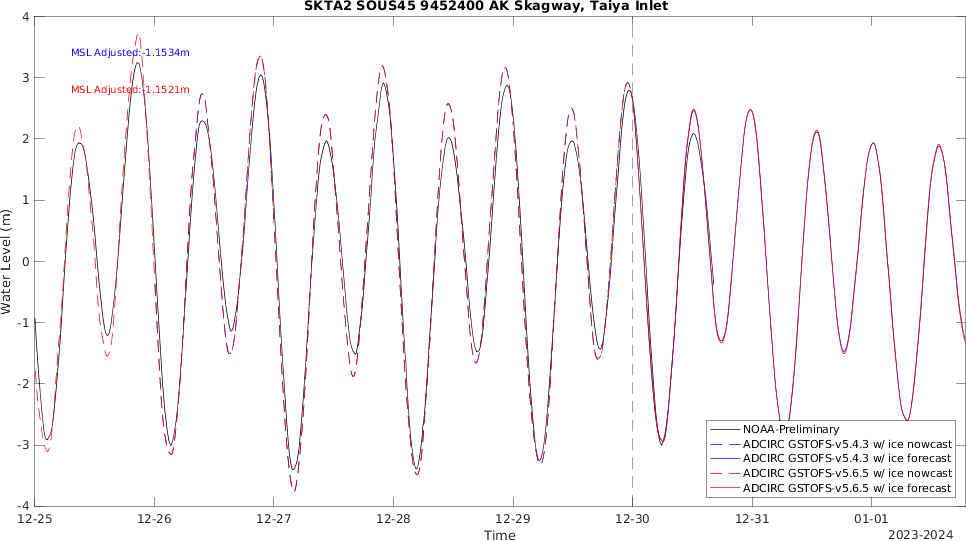 SKTA2 SOUS45 9452400 AK Skagway, Taiya Inlet
MSL Adjusted:-1.1534m
MSL Adjusted:-1.1521m
Water Level (m)
4
3
2
1
0
-1
-2
-3
-4
NOAA-Preliminary
ADCIRC GSTOFS-v5.4.3 w/ ice nowcast
ADCIRC GSTOFS-v5.4.3 w/ ice forecast
ADCIRC GSTOFS-v5.6.5 w/ ice nowcast
ADCIRC GSTOFS-v5.6.5 w/ ice forecast
12-25 12-26 12-27 12-28 12-29 12-30 12-31 01-01
Time
2023-2024